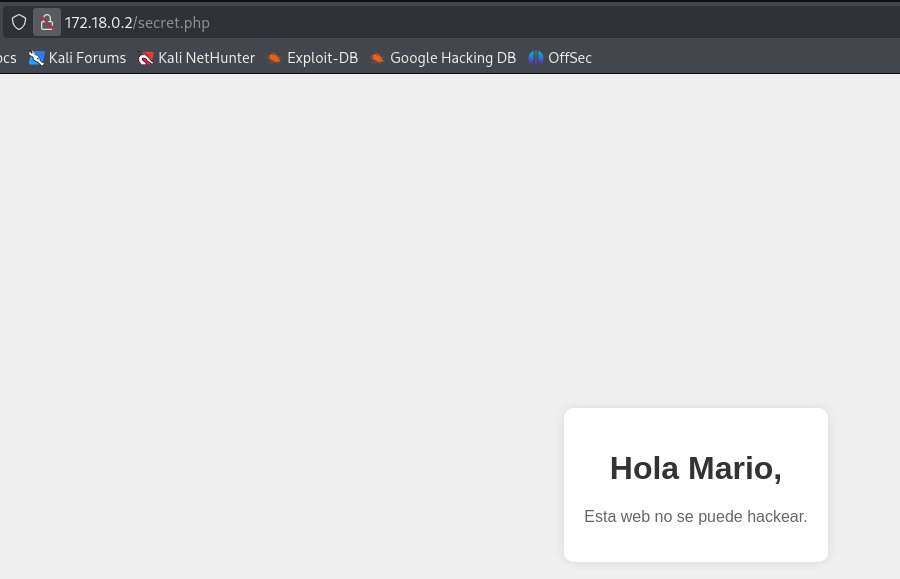 172.18.0.2/secret.php
ocs Kali Forums Kali NetHunter Exploit-DB Google Hacking DB OffSec
Hola Mario,
Esta web no se puede hackear.